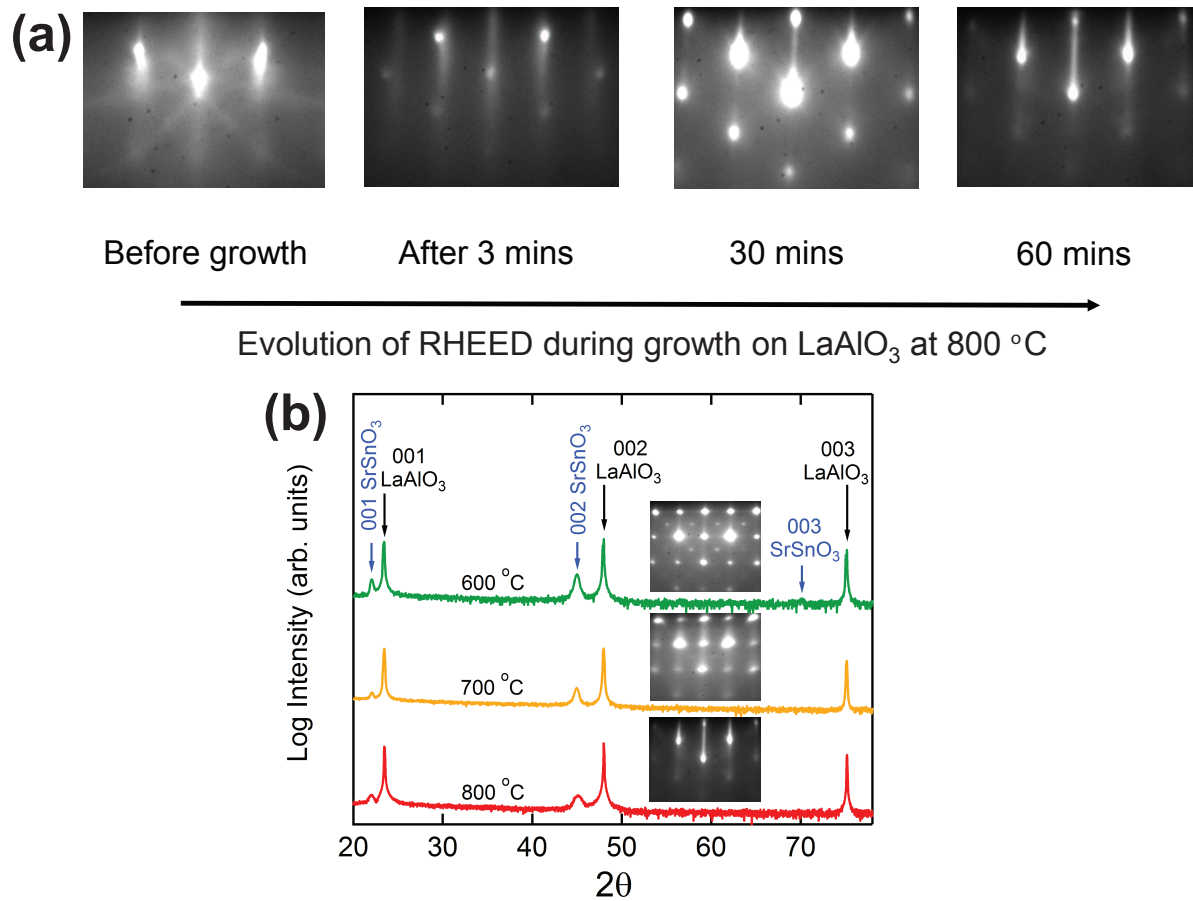 (a)
Before growth
After 3 mins
30 mins
60 mins
Evolution of RHEED during growth on LaAlO₃ at 800 °C
(b)
Log Intensity (arb. units)
001 SrSnO₃
001
LaAlO₃
002 SrSnO₃
002
LaAlO₃
003
SrSnO₃
003
LaAlO₃
600 °C
700 °C
800 °C
20 30 40 50 60 70
2θ